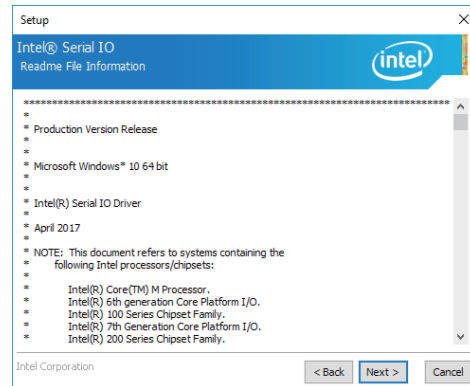 Setup
Intel® Serial IO
Readme File Information
intel
*******************************************************************************
*
* Production Version Release
*
*
* Microsoft Windows* 10 64 bit
*
*
* Intel(R) Serial IO Driver
*
* April 2017
*
* NOTE: This document refers to systems containing the
* following Intel processors/chipsets:
*
* Intel(R) Core(TM) M Processor.
* Intel(R) 6th generation Core Platform I/O.
* Intel(R) 100 Series Chipset Family.
* Intel(R) 7th Generation Core Platform I/O.
* Intel(R) 200 Series Chipset Family.
Intel Corporation
< Back Next > Cancel